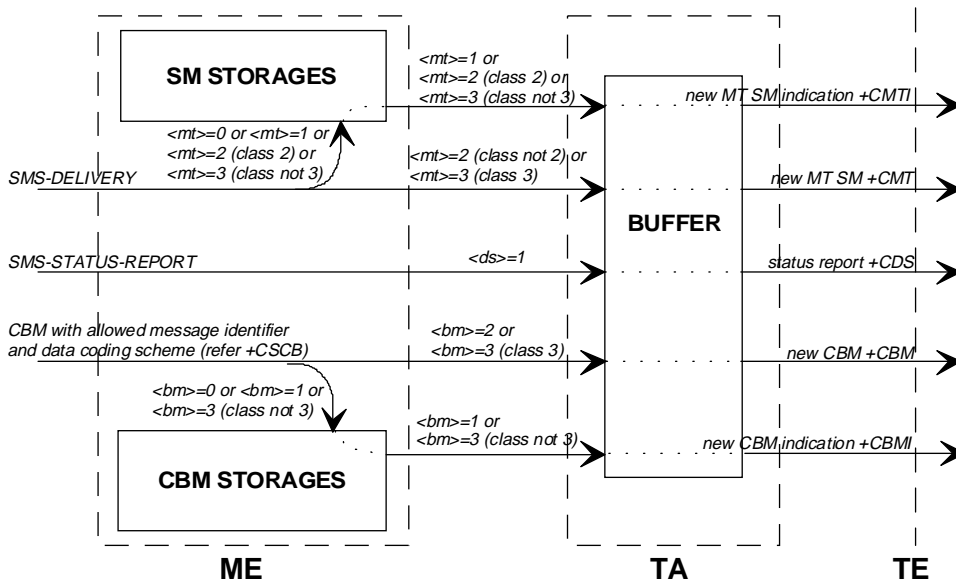 SM STORAGES
<mt>=1 or
<mt>=2 (class 2) or
<mt>=3 (class not 3)
new MT SM indication +CMTI
<mt>=0 or <mt>=1 or
<mt>=2 (class 2) or
<mt>=3 (class not 3)
SMS-DELIVERY
<mt>=2 (class not 2) or
<mt>=3 (class 3)
new MT SM +CMT
BUFFER
SMS-STATUS-REPORT
<ds>=1
status report +CDS
CBM with allowed message identifier
and data coding scheme (refer +CSCB)
<bm>=2 or
<bm>=3 (class 3)
new CBM +CBM
<bm>=0 or <bm>=1 or
<bm>=3 (class not 3)
<bm>=1 or
<bm>=3 (class not 3)
new CBM indication +CBMI
CBM STORAGES
ME
TA
TE